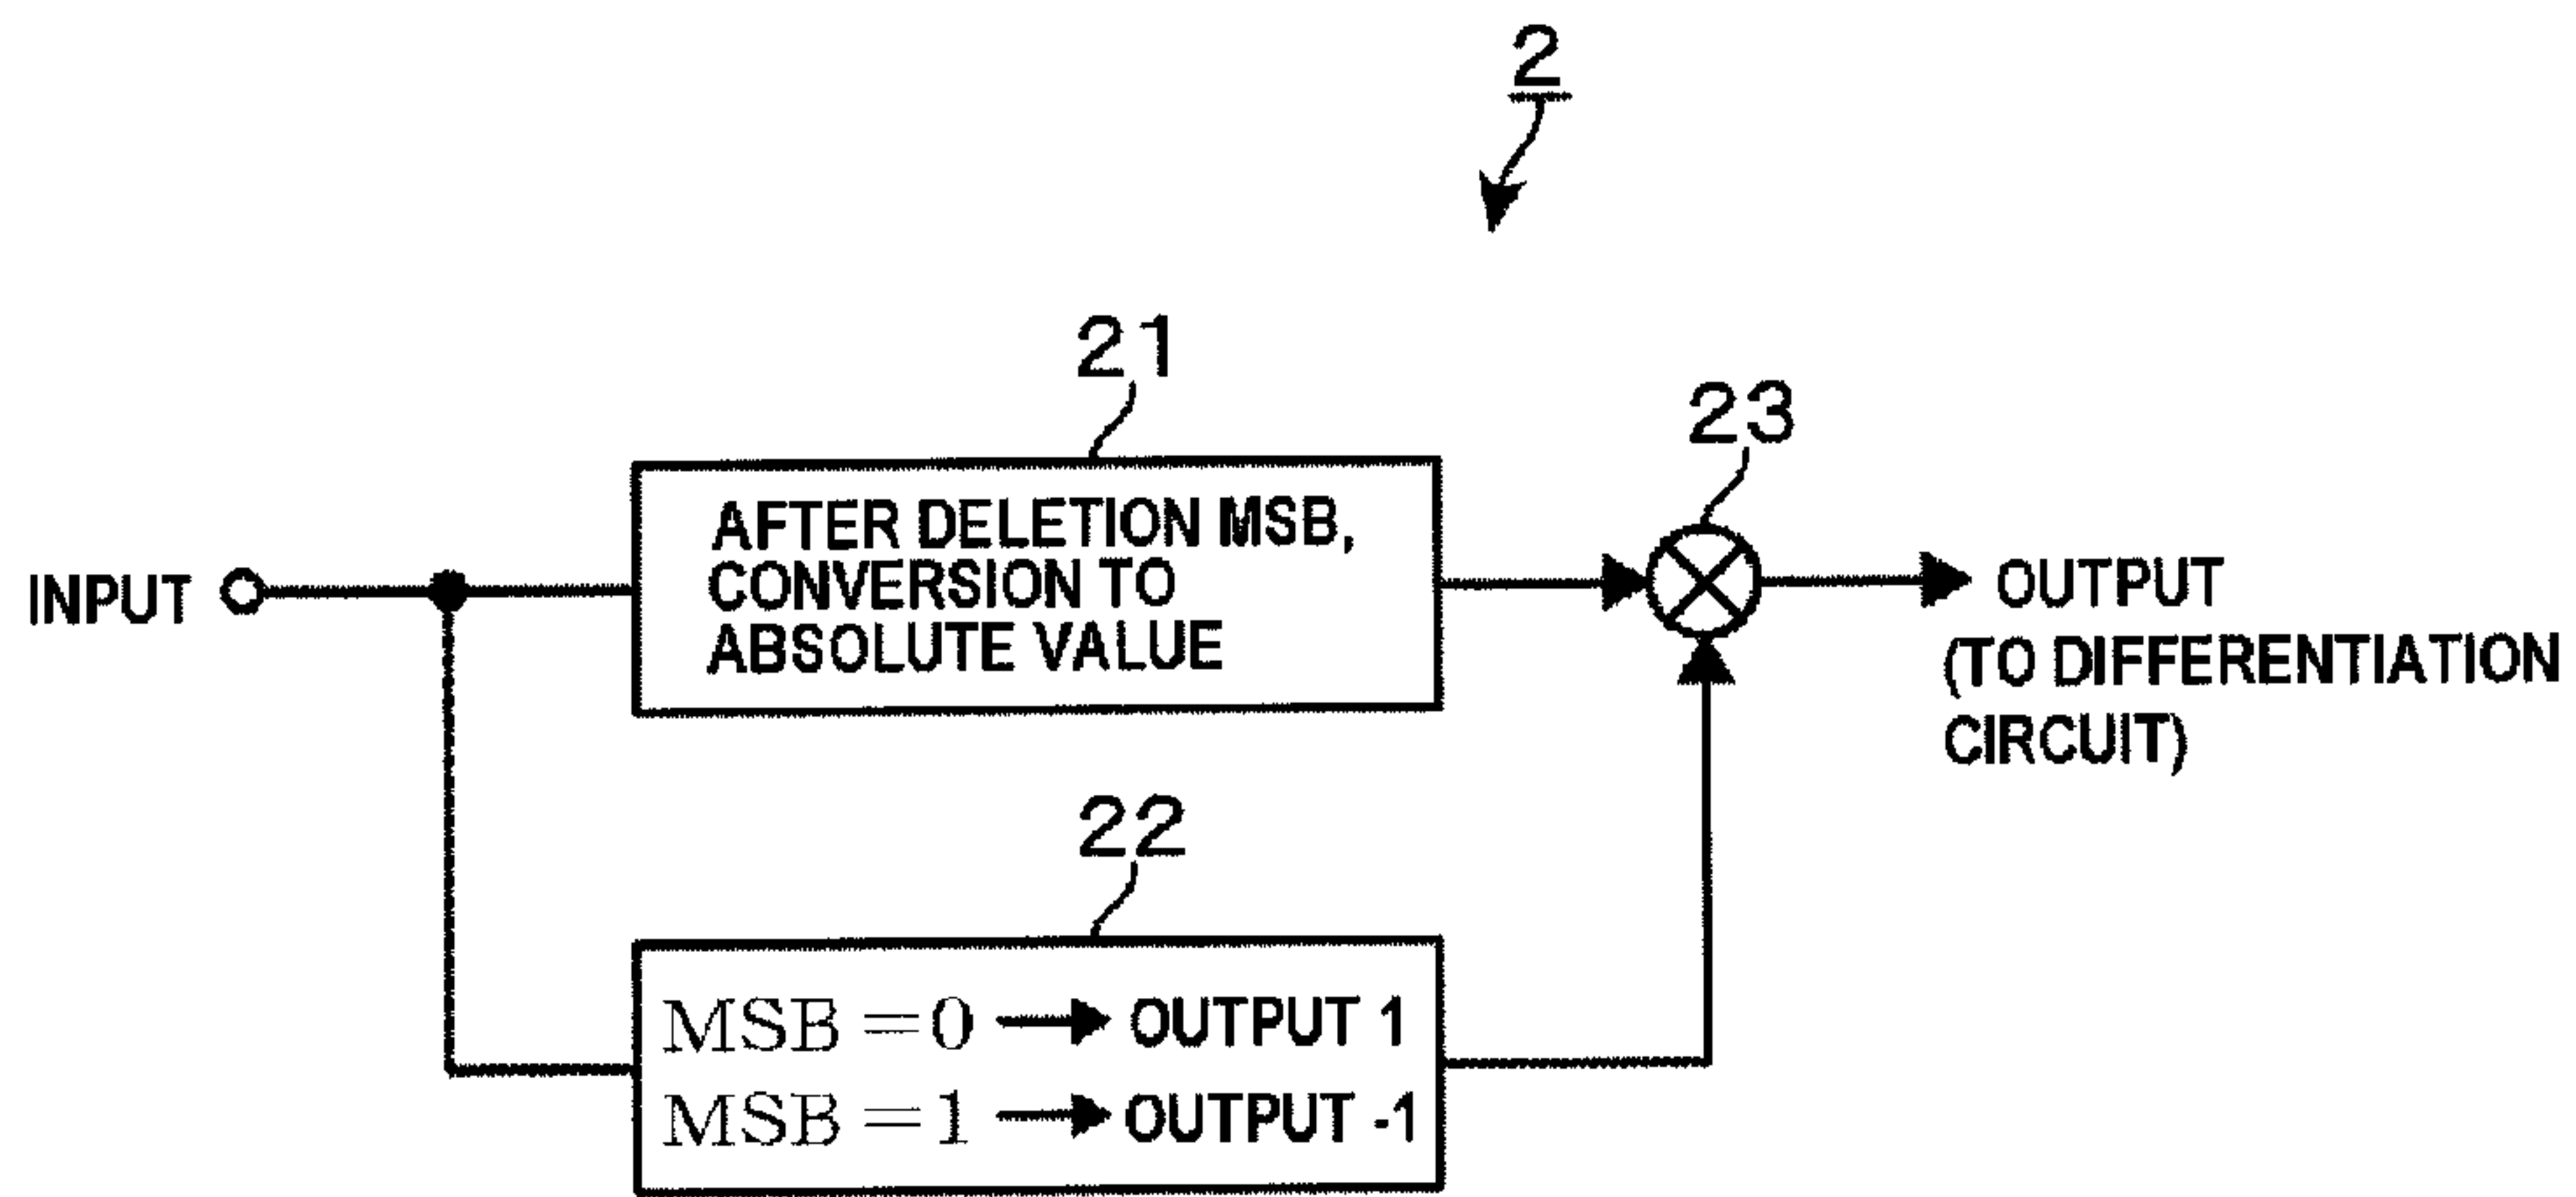 2
21
23
AFTER DELETION MSB,
CONVERSION TO
ABSOLUTE VALUE
INPUT
OUTPUT
(TO DIFFERENTIATION
CIRCUIT)
22
MSB=0 → OUTPUT 1
MSB=1 → OUTPUT -1